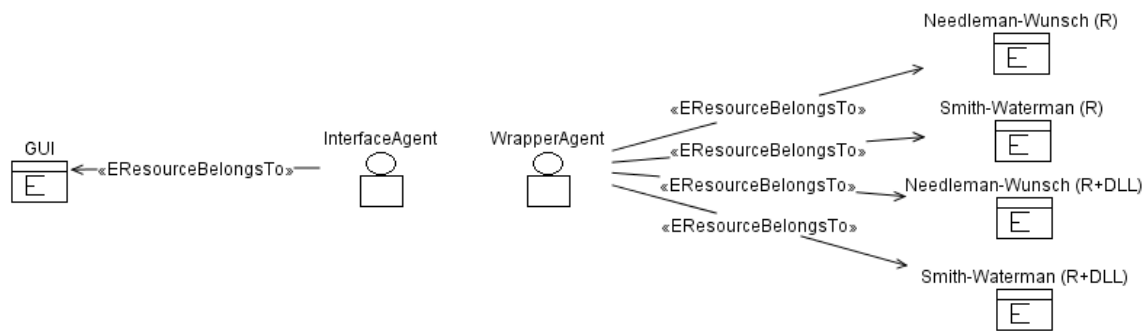 Needleman-Wunsch (R)
E
«EResourceBelongsTo»
Smith-Waterman (R)
E
InterfaceAgent
WrapperAgent
«EResourceBelongsTo»
GUI
E
«EResourceBelongsTo»
«EResourceBelongsTo»
Needleman-Wunsch (R+DLL)
E
«EResourceBelongsTo»
Smith-Waterman (R+DLL)
E